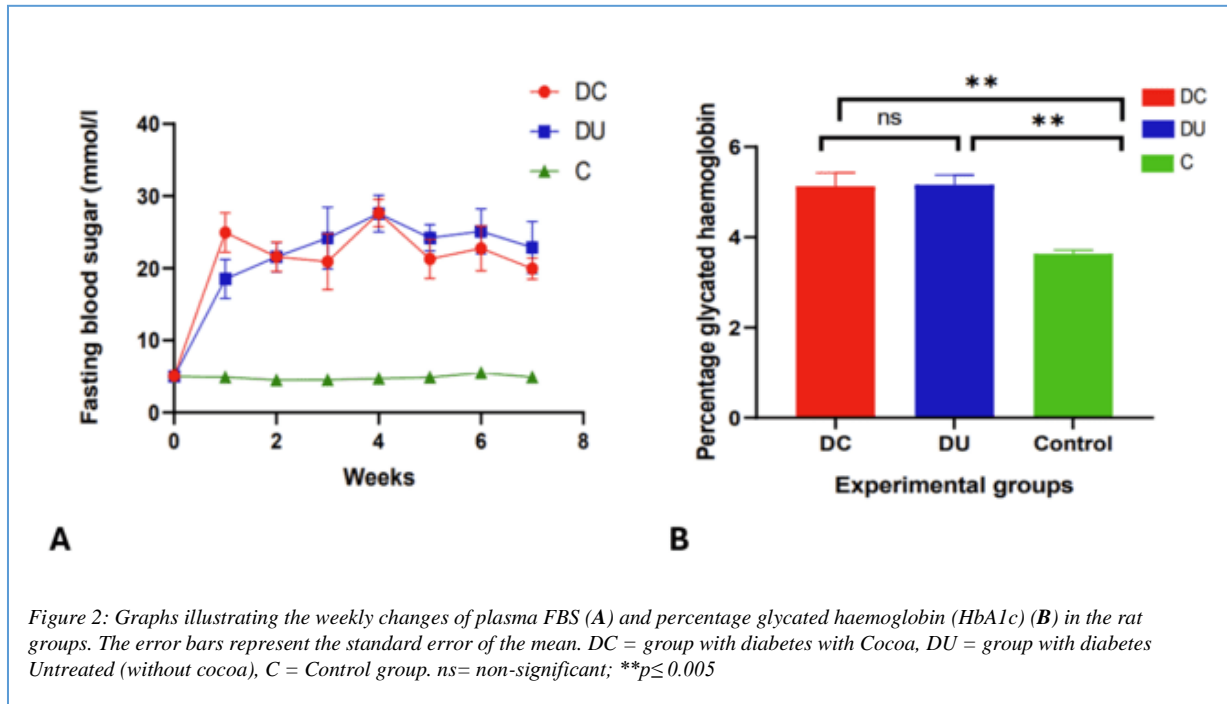 DC
DU
C
Fasting blood sugar (mmol/l)
40
30
20
10
0
0 2 4 6 8
Weeks
A
**
ns
**
DC
DU
C
Percentage glycated haemoglobin
6
4
2
0
DC DU Control
Experimental groups
B
Figure 2: Graphs illustrating the weekly changes of plasma FBS (A) and percentage glycated haemoglobin (HbA1c) (B) in the rat
groups. The error bars represent the standard error of the mean. DC = group with diabetes with Cocoa, DU = group with diabetes
Untreated (without cocoa), C = Control group. ns= non-significant; **p≤0.005